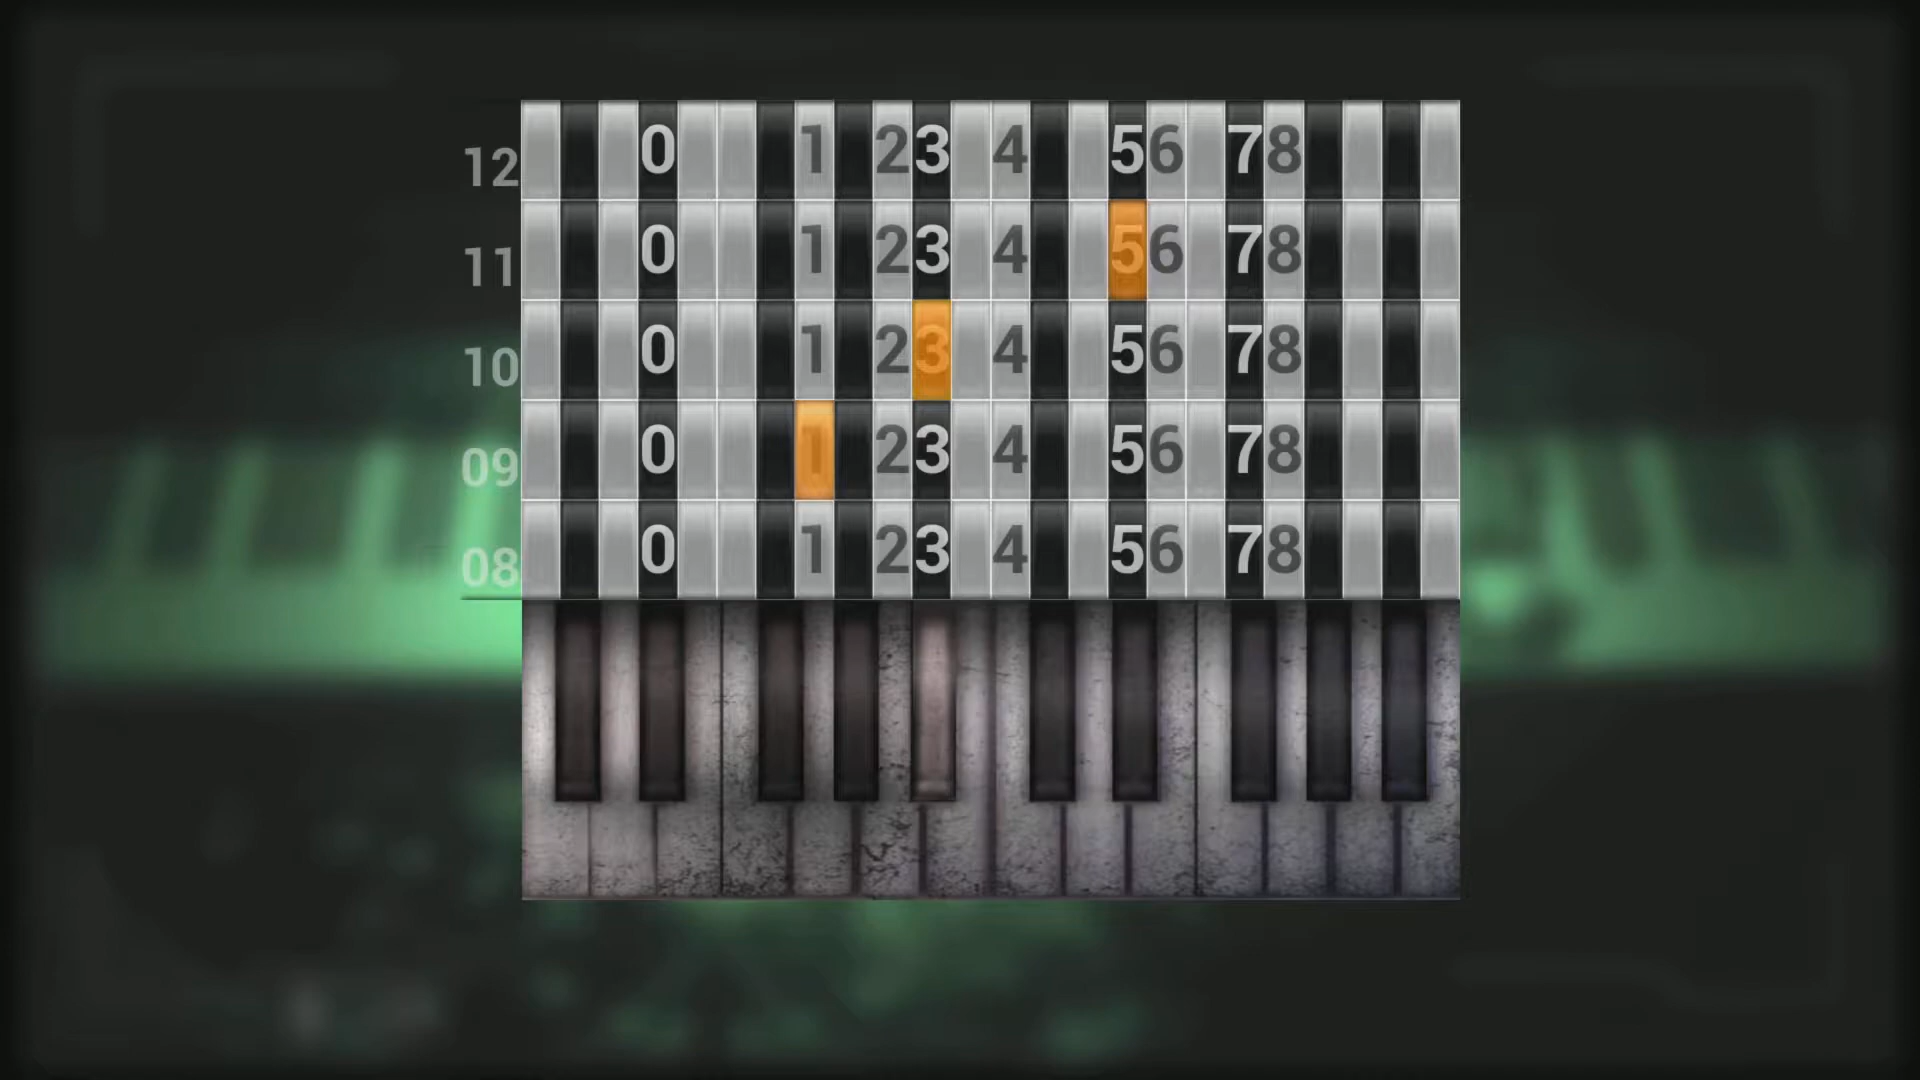 12 0 1 2 3 4 5 6 7 8
11 0 1 2 3 4 5 6 7 8
10 0 1 2 3 4 5 6 7 8
09 0 1 2 3 4 5 6 7 8
08 0 1 2 3 4 5 6 7 8